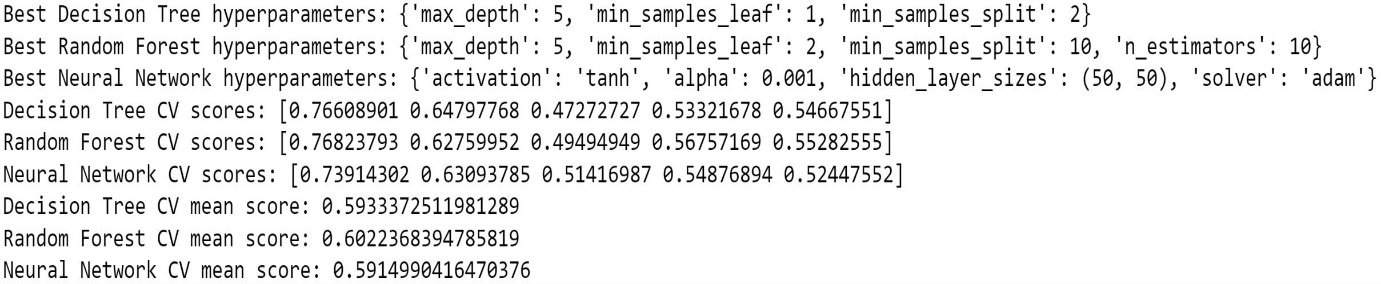 Best Decision Tree hyperparameters: {'max_depth': 5, 'min_samples_leaf': 1, 'min_samples_split': 2}
Best Random Forest hyperparameters: {'max_depth': 5, 'min_samples_leaf': 2, 'min_samples_split': 10, 'n_estimators': 10}
Best Neural Network hyperparameters: {'activation': 'tanh', 'alpha': 0.001, 'hidden_layer_sizes': (50, 50), 'solver': 'adam'}
Decision Tree CV scores: [0.76608901 0.64797768 0.47272727 0.53321678 0.54667551]
Random Forest CV scores: [0.76823793 0.62759952 0.49494949 0.56757169 0.55282555]
Neural Network CV scores: [0.73914302 0.63093785 0.51416987 0.54876894 0.52447552]
Decision Tree CV mean score: 0.5933372511981289
Random Forest CV mean score: 0.6022368394785819
Neural Network CV mean score: 0.5914990416470376